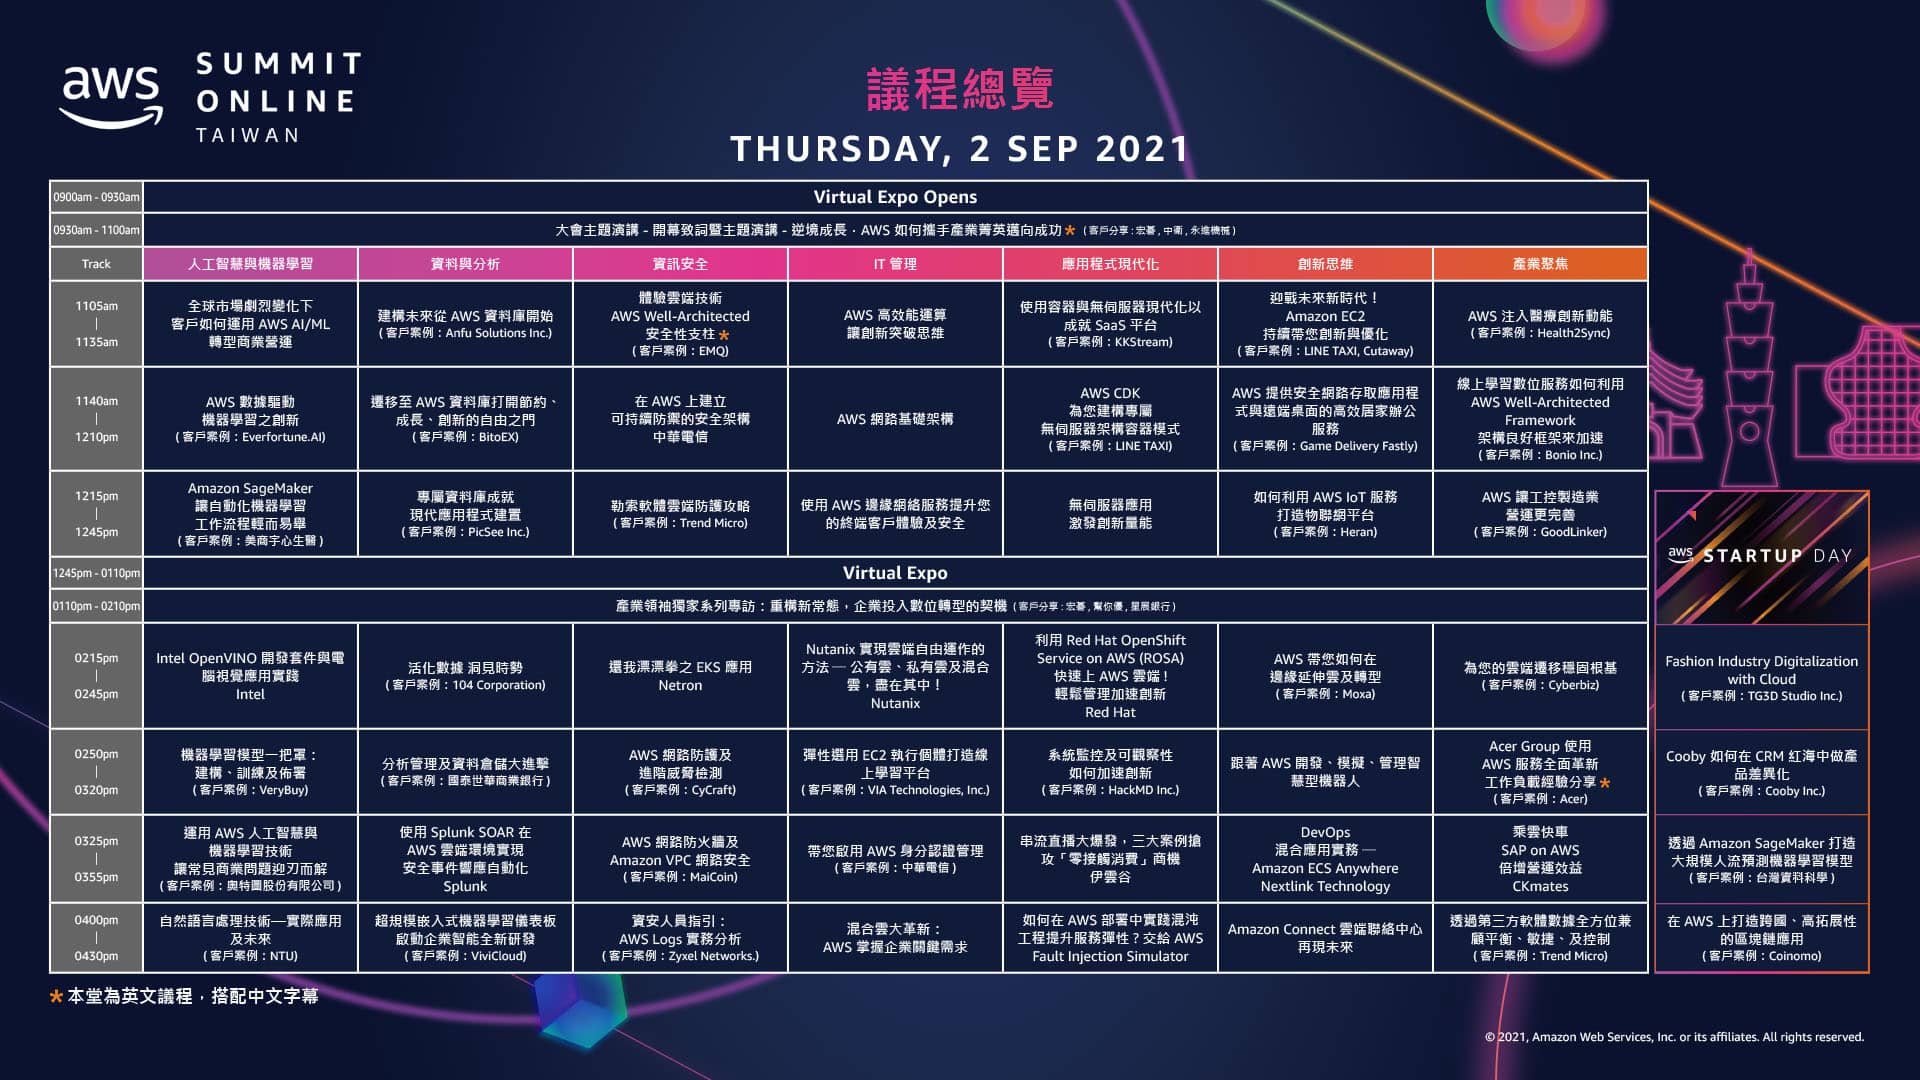 aws
SUMMIT
ONLINE
TAIWAN
議程總覽
THURSDAY, 2 SEP 2021
0900am - 0930am
Virtual Expo Opens
0930am - 1100am
大會主題演講 - 開幕致詞暨主題演講 - 逆境成長．AWS 如何攜手產業菁英邁向成功* ( 客戶分享 : 宏碁 , 中衛 , 永進機械 )
Track
人工智慧與機器學習
資料與分析
資訊安全
IT 管理
應用程式現代化
創新思維
產業聚焦
1105am
|
1135am
全球市場劇烈變化下
客戶如何運用 AWS AI/ML
轉型商業營運
建構未來從 AWS 資料庫開始
( 客戶案例：Anfu Solutions Inc.)
體驗雲端技術
AWS Well-Architected
安全性支柱*
( 客戶案例：EMQ)
AWS 高效能運算
讓創新突破思維
使用容器與無伺服器現代化以
成就 SaaS 平台
( 客戶案例：KKStream)
迎戰未來新時代！
Amazon EC2
持續帶您創新與優化
( 客戶案例：LINE TAXI, Cutaway)
AWS 注入醫療創新動能
( 客戶案例：Health2Sync)
1140am
|
1210pm
AWS 數據驅動
機器學習之創新
( 客戶案例：Everfortune.AI)
遷移至 AWS 資料庫打開節約、
成長、創新的自由之門
( 客戶案例：BitoEX)
在 AWS 上建立
可持續防禦的安全架構
中華電信
AWS 網路基礎架構
AWS CDK
為您建構專屬
無伺服器架構容器模式
( 客戶案例：LINE TAXI)
AWS 提供安全網路存取應用程
式與遠端桌面的高效居家辦公
服務
( 客戶案例：Game Delivery Fastly)
線上學習數位服務如何利用
AWS Well-Architected
Framework
架構良好框架來加速
( 客戶案例：Bonio Inc.)
1215pm
|
1245pm
Amazon SageMaker
讓自動化機器學習
工作流程輕而易舉
( 客戶案例：美商宇心生醫 )
專屬資料庫成就
現代應用程式建置
( 客戶案例：PicSee Inc.)
勒索軟體雲端防護攻略
( 客戶案例：Trend Micro)
使用 AWS 邊緣網絡服務提升您
的終端客戶體驗及安全
無伺服器應用
激發創新量能
如何利用 AWS IoT 服務
打造物聯網平台
( 客戶案例：Heran)
AWS 讓工控製造業
營運更完善
( 客戶案例：GoodLinker)
aws STARTUP DAY
1245pm - 0110pm
Virtual Expo
0110pm - 0210pm
產業領袖獨家系列專訪：重構新常態，企業投入數位轉型的契機 ( 客戶分享 : 宏碁 , 幫你優 , 星展銀行 )
0215pm
|
0245pm
Intel OpenVINO 開發套件與電
腦視覺應用實踐
Intel
活化數據 洞見時勢
( 客戶案例：104 Corporation)
還我漂漂拳之 EKS 應用
Netron
Nutanix 實現雲端自由運作的
方法 — 公有雲、私有雲及混合
雲，盡在其中！
Nutanix
利用 Red Hat OpenShift
Service on AWS (ROSA)
快速上 AWS 雲端！
輕鬆管理加速創新
Red Hat
AWS 帶您如何在
邊緣延伸雲及轉型
( 客戶案例：Moxa)
為您的雲端遷移穩固根基
( 客戶案例：Cyberbiz)
Fashion Industry Digitalization
with Cloud
( 客戶案例：TG3D Studio Inc.)
0250pm
|
0320pm
機器學習模型一把罩：
建構、訓練及佈署
( 客戶案例：VeryBuy)
分析管理及資料倉儲大進擊
( 客戶案例：國泰世華商業銀行 )
AWS 網路防護及
進階威脅檢測
( 客戶案例：CyCraft)
彈性選用 EC2 執行個體打造線
上學習平台
( 客戶案例：VIA Technologies, Inc.)
系統監控及可觀察性
如何加速創新
( 客戶案例：HackMD Inc.)
跟著 AWS 開發、模擬、管理智
慧型機器人
Acer Group 使用
AWS 服務全面革新
工作負載經驗分享*
( 客戶案例：Acer)
Cooby 如何在 CRM 紅海中做產
品差異化
( 客戶案例：Cooby Inc.)
0325pm
|
0355pm
運用 AWS 人工智慧與
機器學習技術
讓常見商業問題迎刃而解
( 客戶案例：奧特圖股份有限公司 )
使用 Splunk SOAR 在
AWS 雲端環境實現
安全事件響應自動化
Splunk
AWS 網路防火牆及
Amazon VPC 網路安全
( 客戶案例：MaiCoin)
帶您啟用 AWS 身分認證管理
( 客戶案例：中華電信 )
串流直播大爆發，三大案例搶
攻「零接觸消費」商機
伊雲谷
DevOps
混合應用實務 —
Amazon ECS Anywhere
Nextlink Technology
乘雲快車
SAP on AWS
倍增營運效益
CKmates
透過 Amazon SageMaker 打造
大規模人流預測機器學習模型
( 客戶案例：台灣資料科學 )
0400pm
|
0430pm
自然語言處理技術—實際應用
及未來
( 客戶案例：NTU)
超規模嵌入式機器學習儀表板
啟動企業智能全新研發
( 客戶案例：ViviCloud)
資安人員指引：
AWS Logs 實務分析
( 客戶案例：Zyxel Networks.)
混合雲大革新：
AWS 掌握企業關鍵需求
如何在 AWS 部署中實踐混沌
工程提升服務彈性？交給 AWS
Fault Injection Simulator
Amazon Connect 雲端聯絡中心
再現未來
透過第三方軟體數據全方位兼
顧平衡、敏捷、及控制
( 客戶案例：Trend Micro)
在 AWS 上打造跨國、高拓展性
的區塊鏈應用
( 客戶案例：Coinomo)
*本堂為英文議程，搭配中文字幕
© 2021, Amazon Web Services, Inc. or its affiliates. All rights reserved.